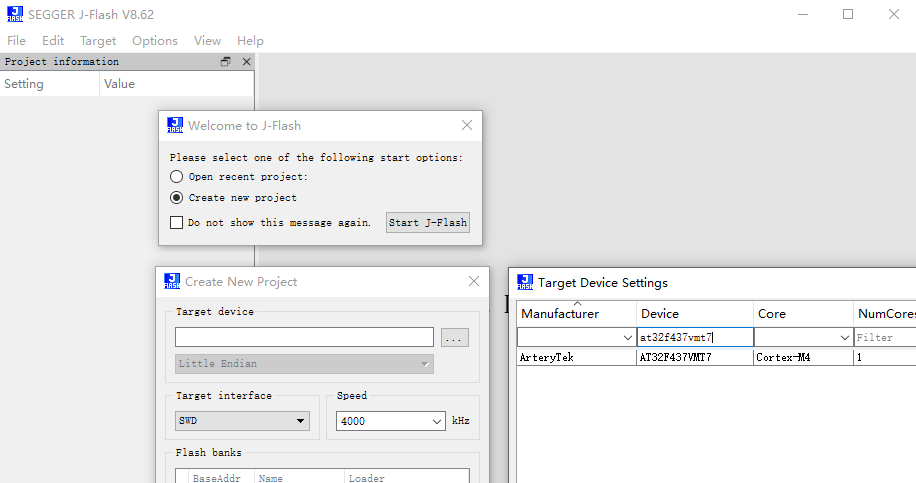 SEGGER J-Flash V8.62
File Edit Target Options View Help
Project information
Setting Value
Welcome to J-Flash
Please select one of the following start options:
Open recent project:
Create new project
Do not show this message again. Start J-Flash
Create New Project
Target device
...
Little Endian
Target interface
SWD
Speed
4000 kHz
Flash banks
BaseAddr Name Loader
Target Device Settings
Manufacturer Device Core NumCores
at32f437vmt7 Filter
ArteryTek AT32F437VMT7 Cortex-M4 1